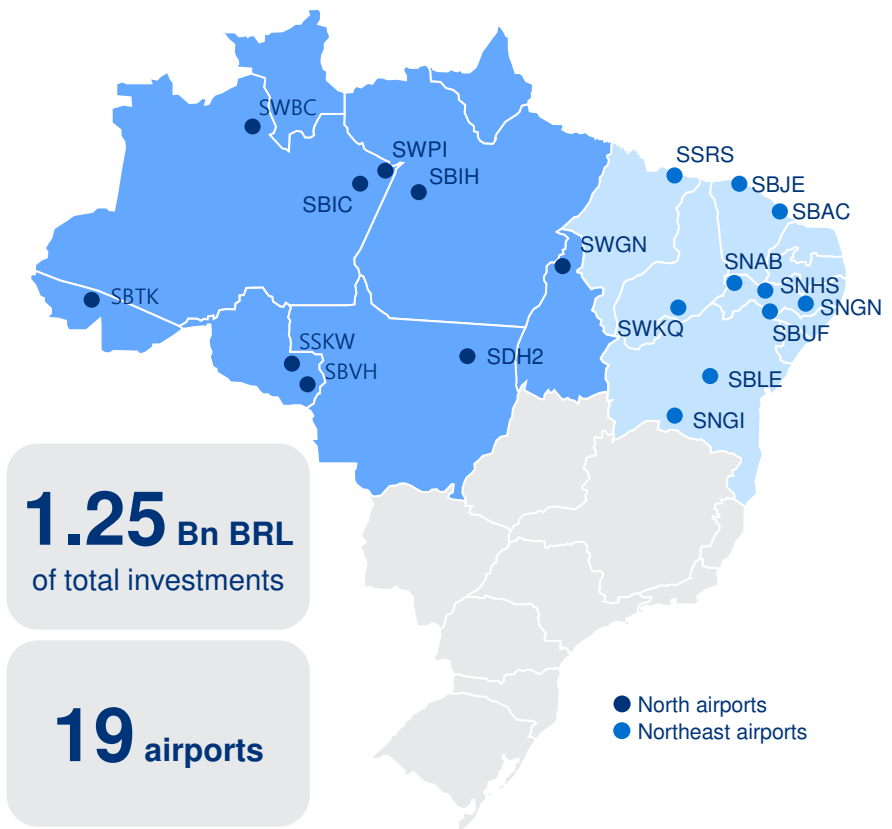 SWBC
SWPI
SBIH
SBIC
SSRS
SBJE
SBAC
SWGN
SNAB
SNHS
SNGN
SBTK
SWKQ
SBUF
SSKW
SDH2
SBVH
SBLE
SNGI
1.25 Bn BRL
of total investments
19 airports
North airports
Northeast airports